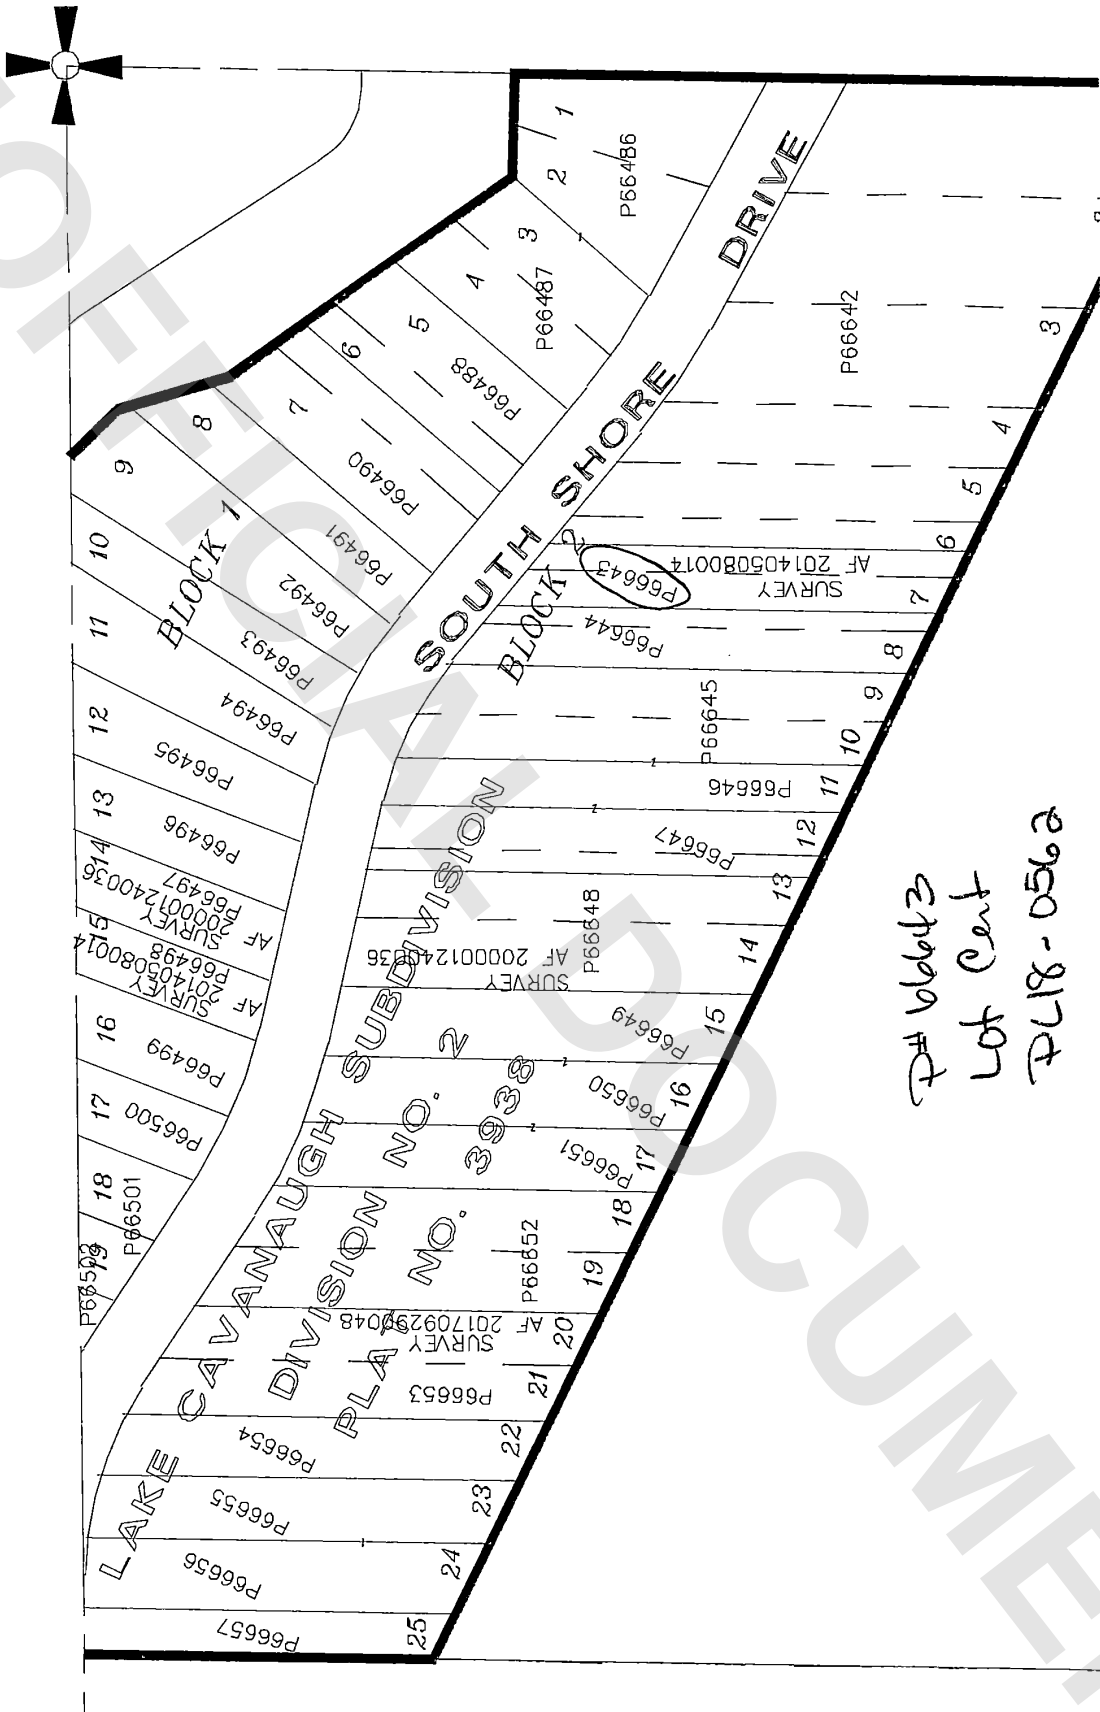 UNOFFICIAL DOCUMENT
1
2
P66486
3
4
P66487
5
P66488
6
7
P66490
8
P66491
9
P66492
BLOCK 1
10
P66493
11
P66494
12
P66495
13
P66496
14
P66497
SURVEY
AF 200001240036
15
P66498
SURVEY
AF 201405080014
16
P66499
17
P66500
18
P66501
19
P66502
SOUTH SHORE DRIVE
BLOCK 2
3
P66642
4
5
6
P66643
SURVEY
AF 201405080014
7
P66644
8
9
P66645
10
11
P66646
12
P66647
13
P66648
SURVEY
AF 200001240036
14
15
P66649
16
P66650
17
P66651
18
P66652
19
20
SURVEY
AF 201709290048
21
P66653
22
P66654
23
P66655
24
P66656
25
P66657
LAKE CAVANAUGH SUBDIVISION
DIVISION NO. 2
PLAT NO. 3938
P# 66643
Lot Cert
PL18-0562